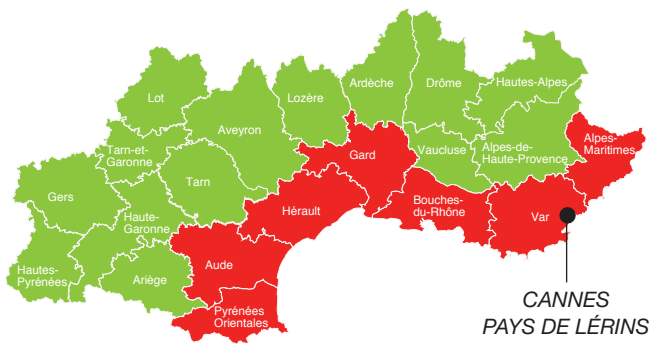 Lot
Lozère
Ardèche
Drôme
Hautes-Alpes
Aveyron
Tarn-et-
Garonne
Gard
Vaucluse
Alpes-de-
Haute-Provence
Alpes-
Maritimes
Gers
Tarn
Haute-
Garonne
Hérault
Bouches-
du-Rhône
Var
Hautes-
Pyrénées
Ariège
Aude
Pyrénées
Orientales
CANNES
PAYS DE LÉRINS